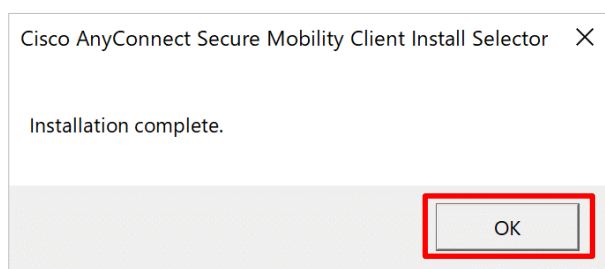 Cisco AnyConnect Secure Mobility Client Install Selector
Installation complete.
OK